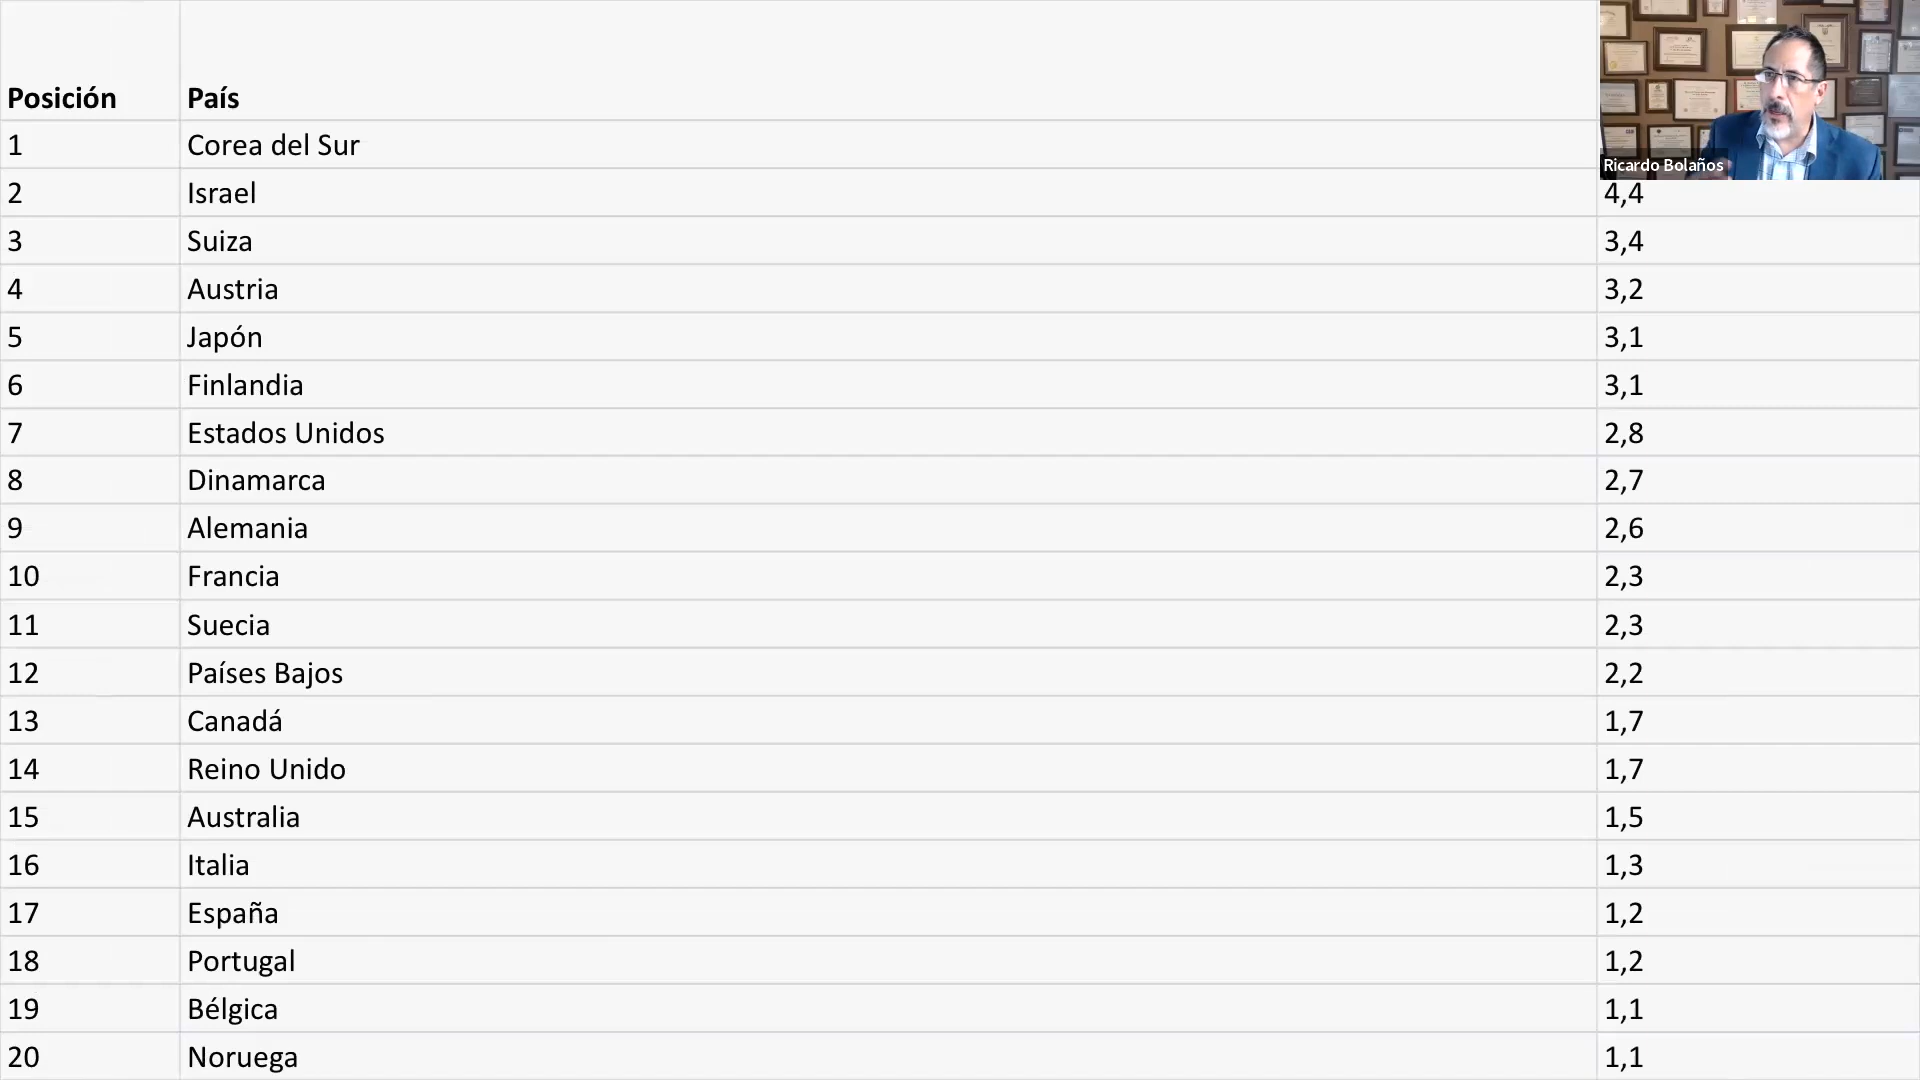 Posición País
1 Corea del Sur
Ricardo Bolaños
2 Israel 4,4
3 Suiza 3,4
4 Austria 3,2
5 Japón 3,1
6 Finlandia 3,1
7 Estados Unidos 2,8
8 Dinamarca 2,7
9 Alemania 2,6
10 Francia 2,3
11 Suecia 2,3
12 Países Bajos 2,2
13 Canadá 1,7
14 Reino Unido 1,7
15 Australia 1,5
16 Italia 1,3
17 España 1,2
18 Portugal 1,2
19 Bélgica 1,1
20 Noruega 1,1